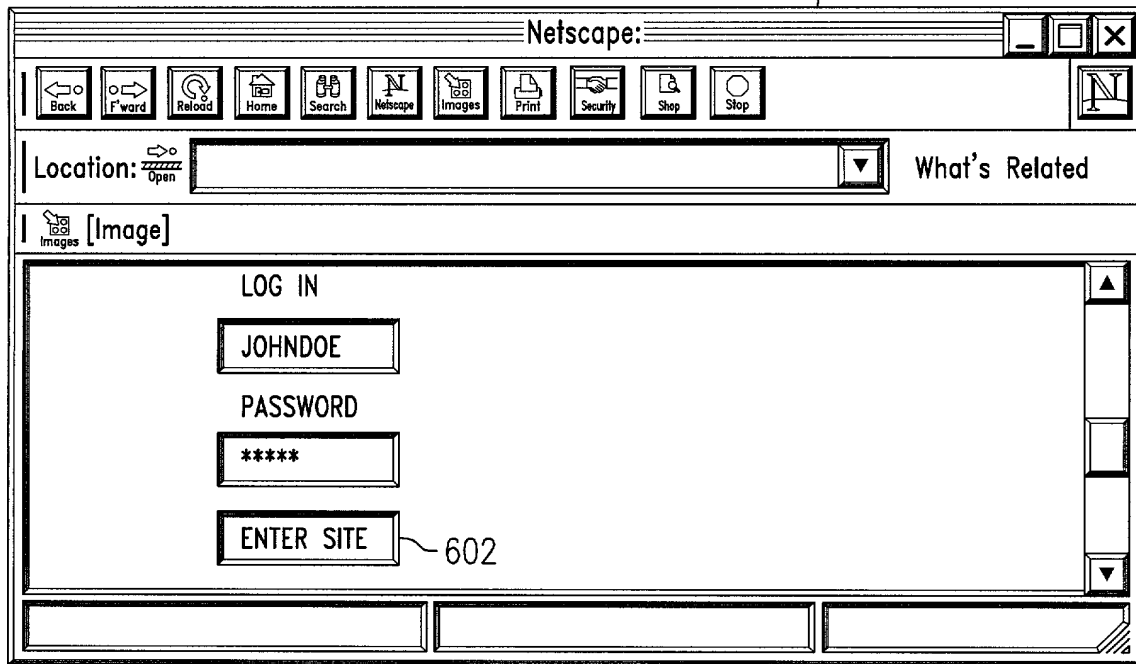 Netscape:
Back F'ward Reload Home Search Netscape Images Print Security Shop Stop N
Location: Open What's Related
Images [Image]
LOG IN
JOHNDOE
PASSWORD
*****
ENTER SITE 602